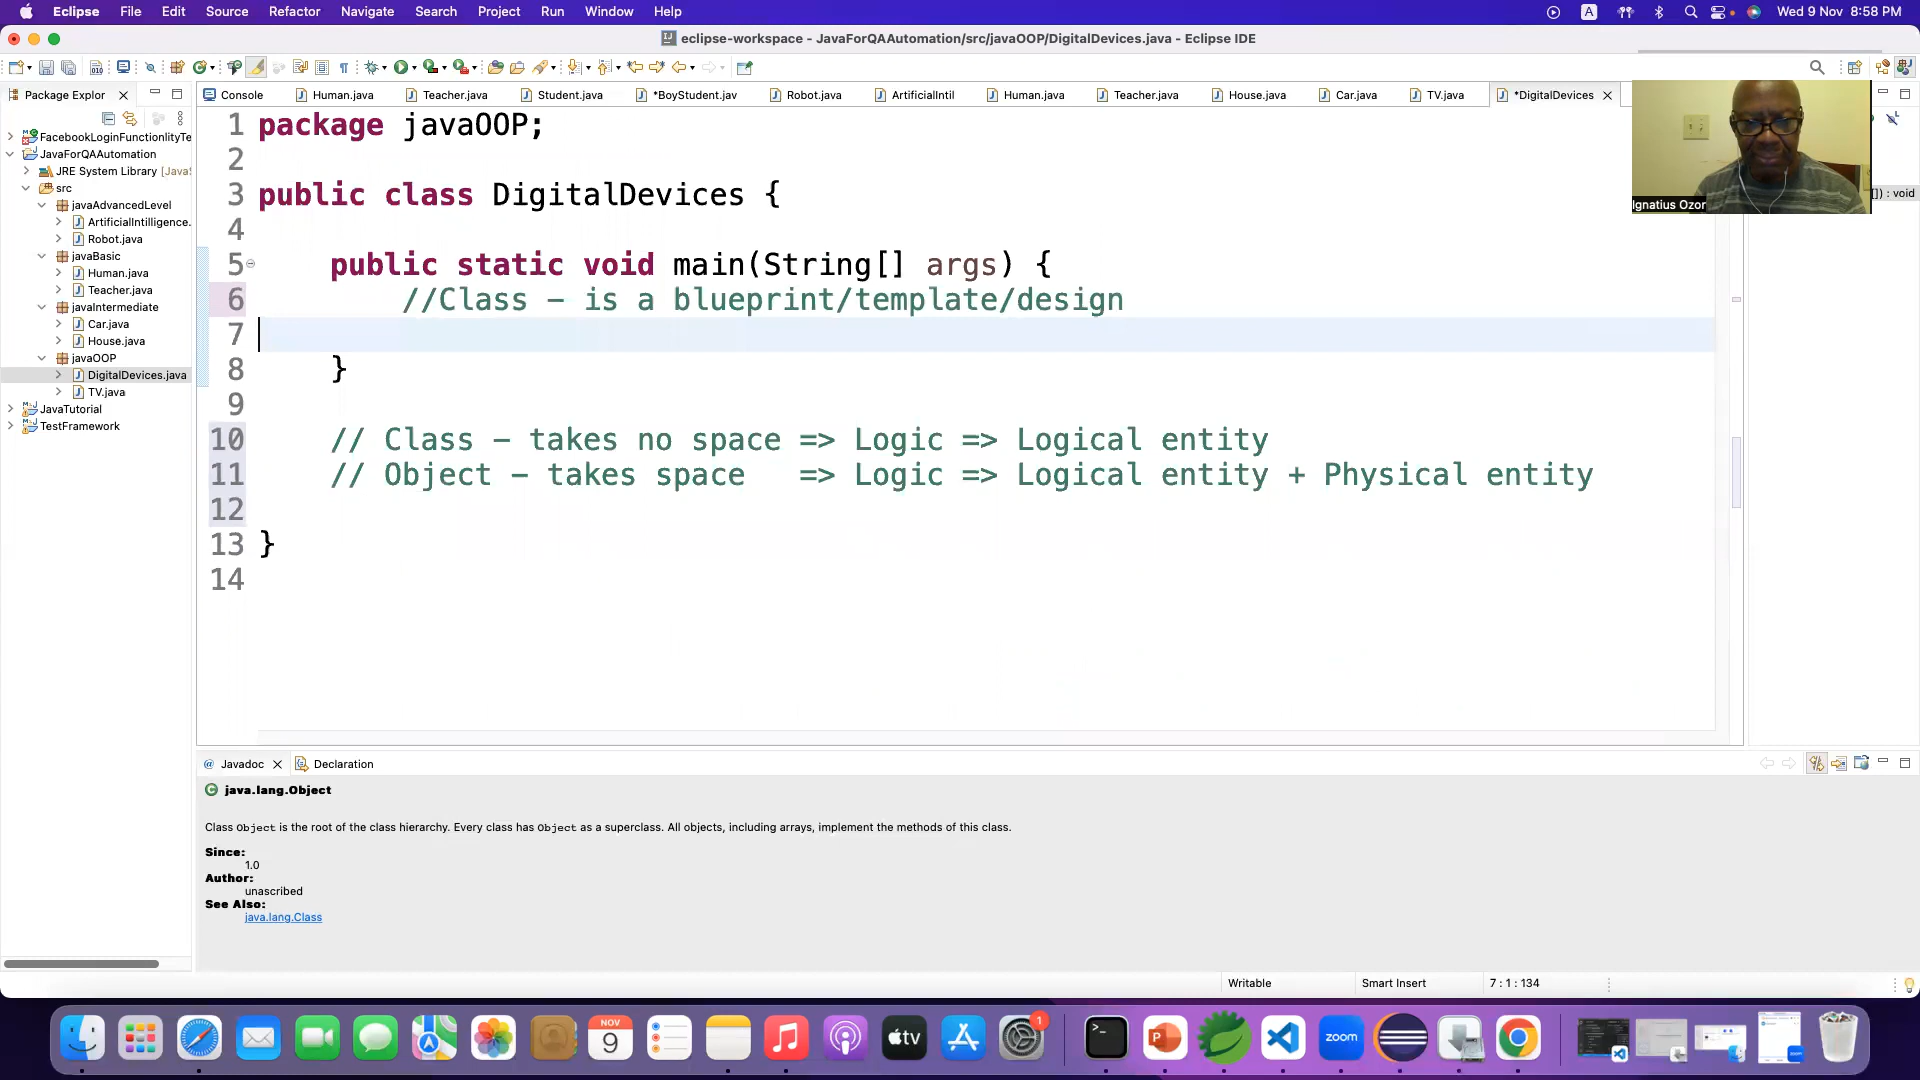 Eclipse File Edit Source Refactor Navigate Search Project Run Window Help A Wed 9 Nov 8:58 PM
eclipse-workspace - JavaForQAAutomation/src/javaOOP/DigitalDevices.java - Eclipse IDE
Package Explor Console Human.java Teacher.java Student.java *BoyStudent.jav Robot.java ArtificialIntil Human.java Teacher.java House.java Car.java TV.java *DigitalDevices
FacebookLoginFunctionlityTe
JavaForQAAutomation
JRE System Library [JavaS
src
javaAdvancedLevel
ArtificialIntilligence.
Robot.java
javaBasic
Human.java
Teacher.java
javaIntermediate
Car.java
House.java
javaOOP
DigitalDevices.java
TV.java
JavaTutorial
TestFramework
1 package javaOOP;
2
3 public class DigitalDevices {
4
5 public static void main(String[] args) {
6 //Class – is a blueprint/template/design
7
8 }
9
10 // Class – takes no space => Logic => Logical entity
11 // Object – takes space   => Logic => Logical entity + Physical entity
12
13 }
14
Ignatius Ozor
[]) : void
@ Javadoc Declaration
java.lang.Object
Class Object is the root of the class hierarchy. Every class has Object as a superclass. All objects, including arrays, implement the methods of this class.
Since:
1.0
Author:
unascribed
See Also:
java.lang.Class
Writable Smart Insert 7 : 1 : 134
NOV
9
tv
zoom
1